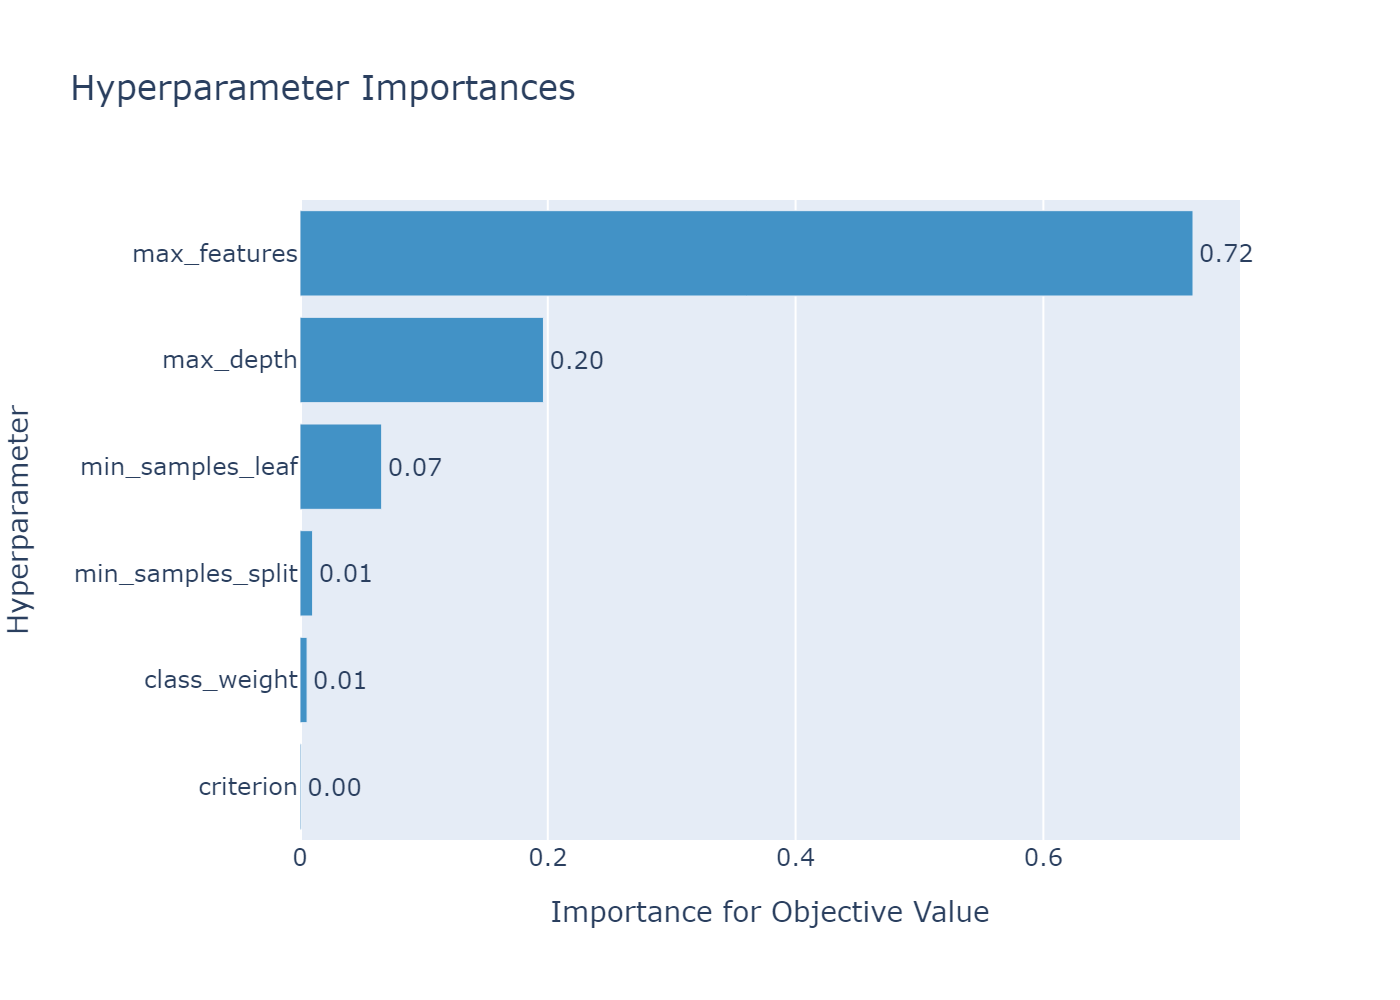 Hyperparameter Importances
Hyperparameter
max_features
0.72
max_depth
0.20
min_samples_leaf
0.07
min_samples_split
0.01
class_weight
0.01
criterion
0.00
0
0.2
0.4
0.6
Importance for Objective Value